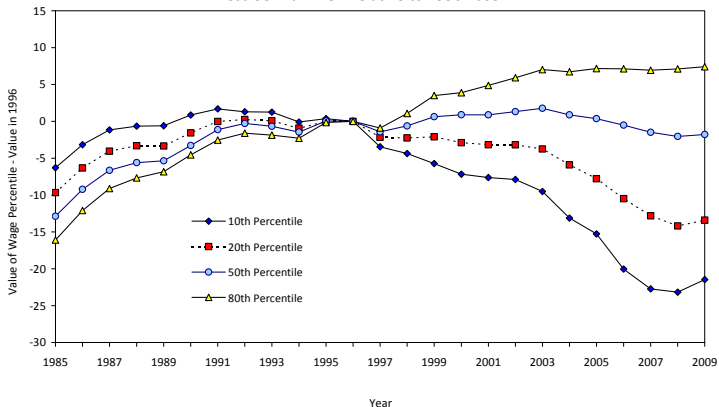 15
10
5
0
-5
-10
-15
-20
-25
-30
Value of Wage Percentile - Value in 1996
10th Percentile
20th Percentile
50th Percentile
80th Percentile
1985 1987 1989 1991 1993 1995 1997 1999 2001 2003 2005 2007 2009
Year